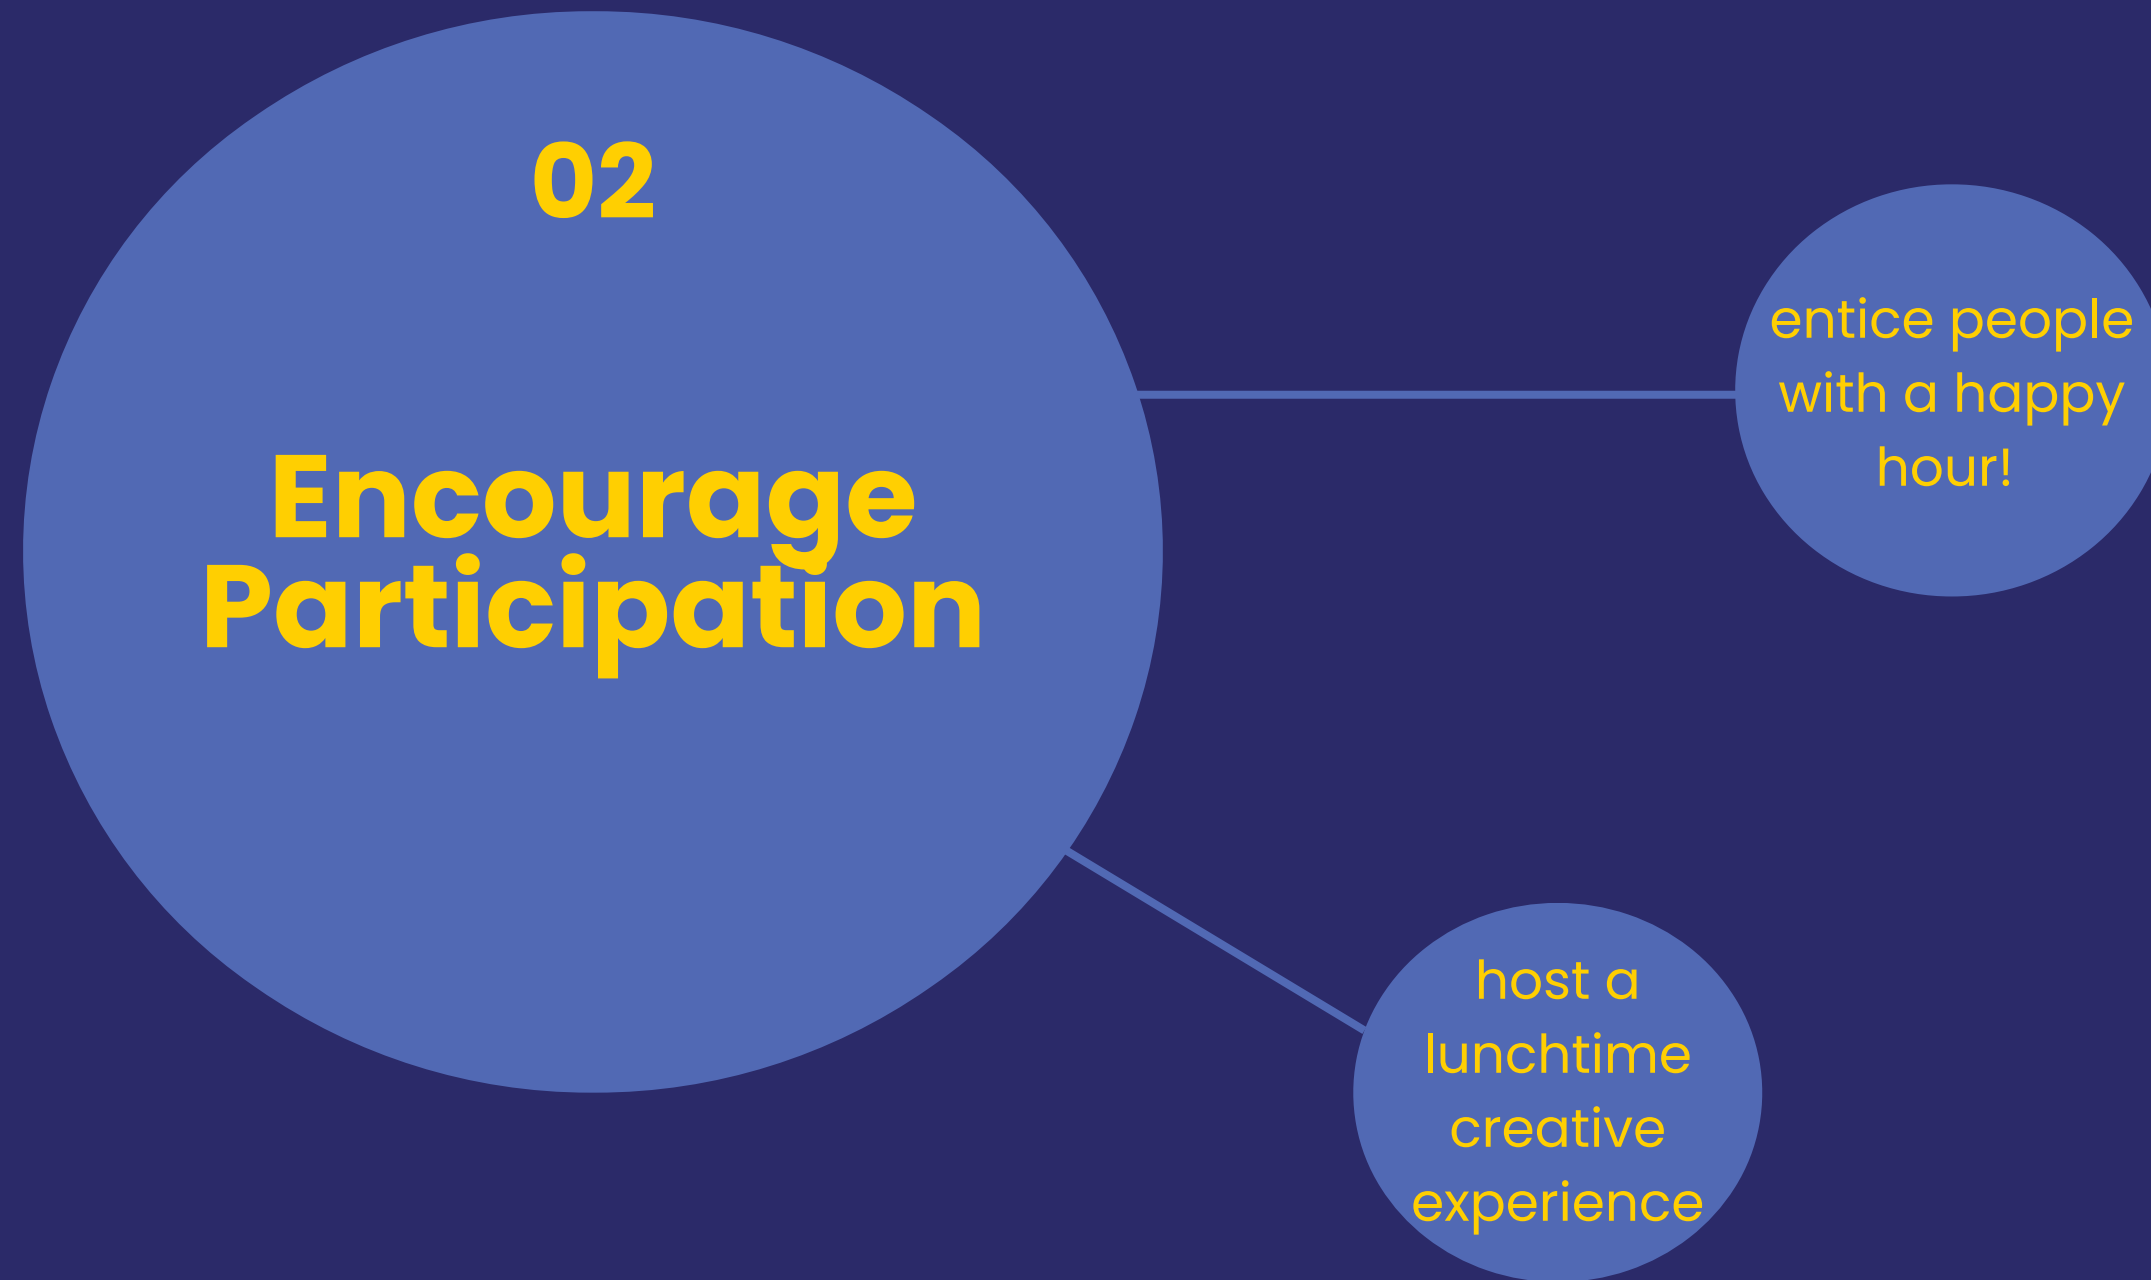 02
Encourage
Participation
entice people
with a happy
hour!
host a
lunchtime
creative
experience